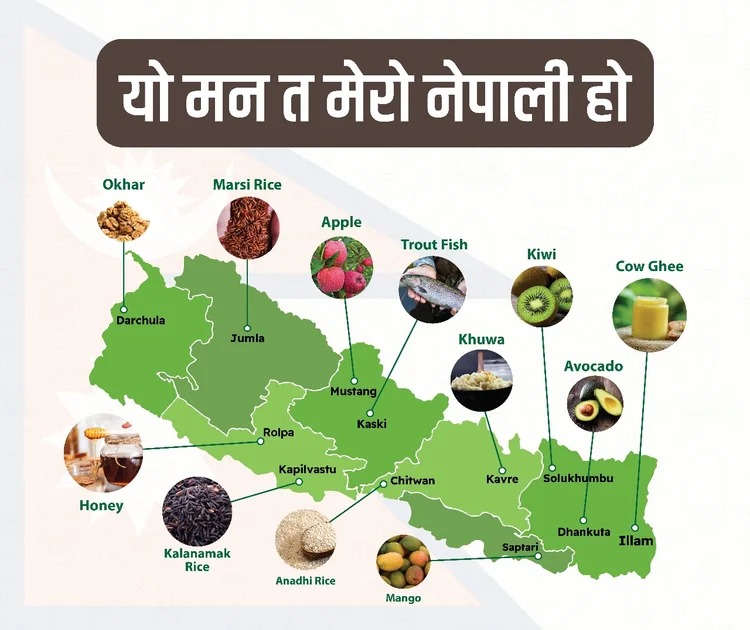 यो मन त मेरो नेपाली हो
Okhar
Marsi Rice
Apple
Trout Fish
Kiwi
Cow Ghee
Khuwa
Avocado
Darchula
Jumla
Mustang
Kaski
Rolpa
Kapilvastu
Chitwan
Kavre
Solukhumbu
Dhankuta
Illam
Saptari
Honey
Kalanamak
Rice
Anadhi Rice
Mango